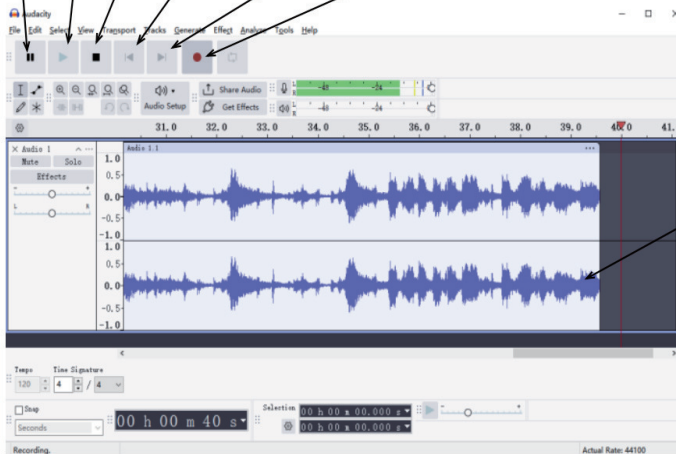 Audacity
File Edit Select View Transport Tracks Generate Effect Analyze Tools Help
Audio Setup Share Audio Get Effects
L R -48 -24
L R -48 -24
31.0 32.0 33.0 34.0 35.0 36.0 37.0 38.0 39.0 40.0 41.
Audio 1 Audio 1.1
Mute Solo
Effects
- +
L R
1.0
0.5
0.0
-0.5
-1.0
1.0
0.5
0.0
-0.5
-1.0
Tempo Time Signature
120 4 / 4
Snap Selection
Seconds
00 h 00 m 40 s
00 h 00 m 00.000 s
00 h 00 m 00.000 s
- +
Recording. Actual Rate: 44100